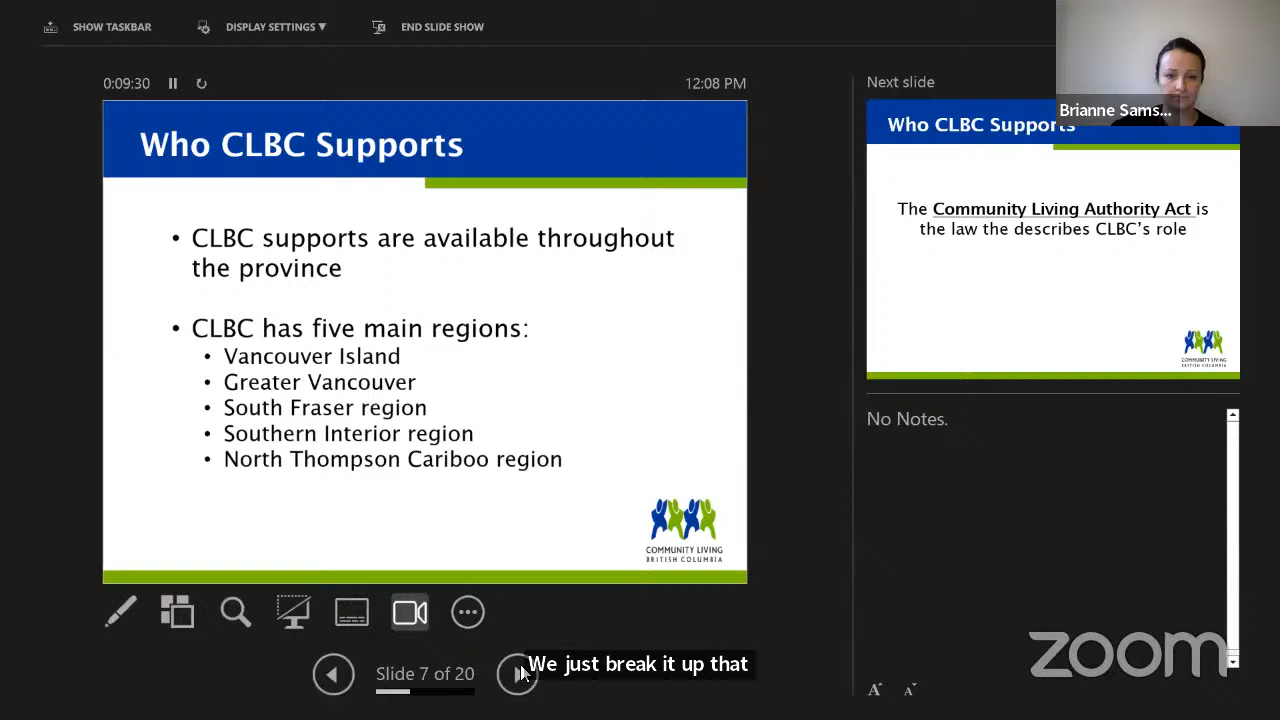 SHOW TASKBAR
DISPLAY SETTINGS ▼
END SLIDE SHOW
0:09:30
12:08 PM
Who CLBC Supports
• CLBC supports are available throughout
the province
• CLBC has five main regions:
• Vancouver Island
• Greater Vancouver
• South Fraser region
• Southern Interior region
• North Thompson Cariboo region
COMMUNITY LIVING
BRITISH COLUMBIA
Slide 7 of 20
We just break it up that
Next slide
Brianne Sams...
Who CLBC Supports
The Community Living Authority Act is
the law the describes CLBC's role
COMMUNITY LIVING
BRITISH COLUMBIA
No Notes.
zoom
A A